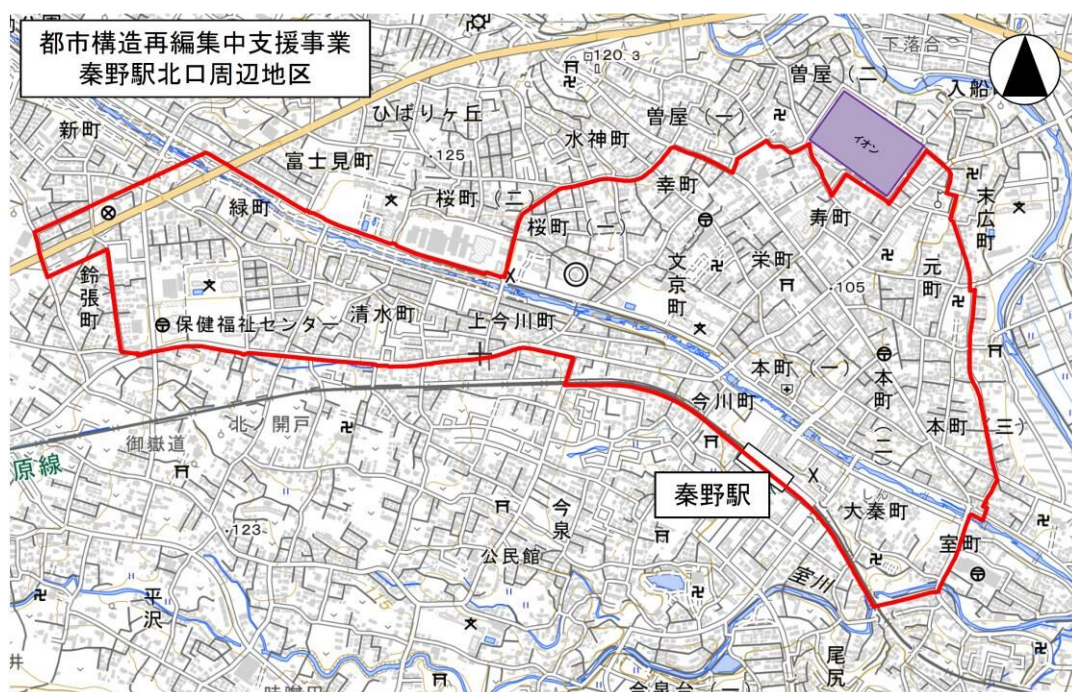 都市構造再編集中支援事業
秦野駅北口周辺地区
120.3
下落合
曽屋(二)
入船
新町
ひばりヶ丘
曽屋(一)
水神町
イオン
富士見町
・125
桜町(二)
幸町
末広町
緑町
桜町(一)
寿町
鈴張町
文京町
栄町
元町
・105
保健福祉センター
清水町
上今川町
本町(一)
本町(二)
今川町
本町(三)
北ノ開戸
御嶽道
原線
秦野駅
大秦町
・123
今泉
公民館
室町
室川
平沢
尾尻
今泉台(一)
井